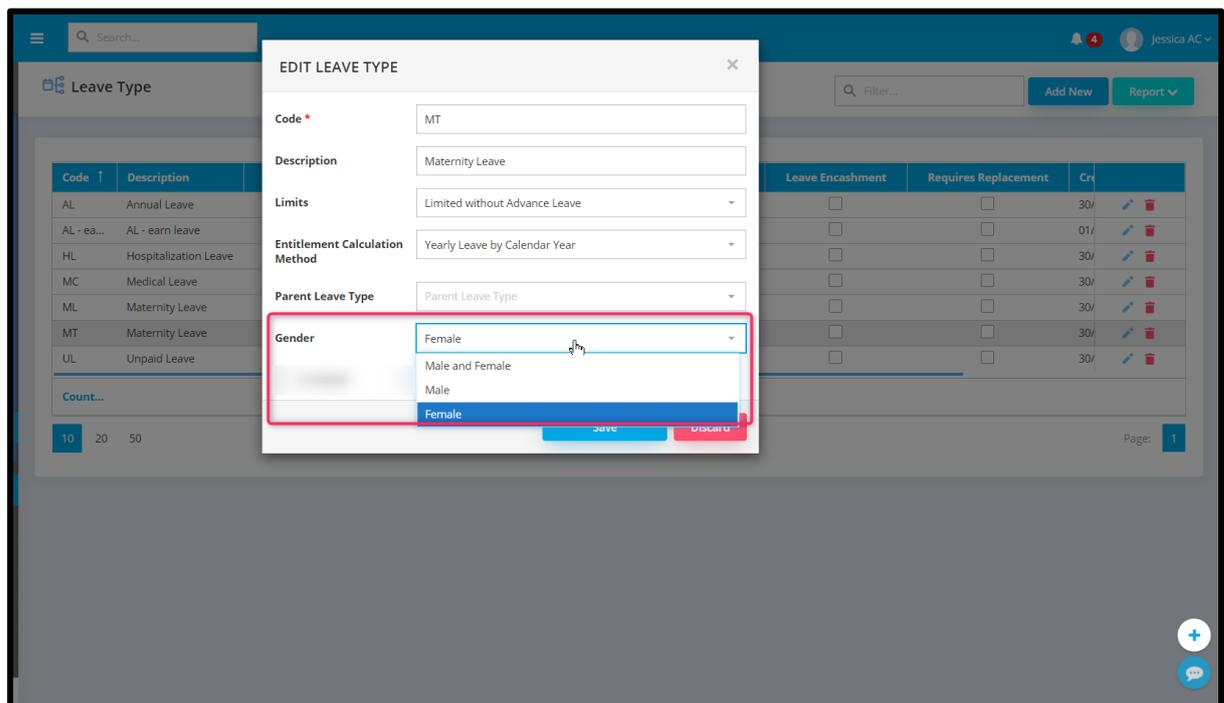 Search...
4
Jessica AC
Leave Type
Filter...
Add New
Report
EDIT LEAVE TYPE
Code *
MT
Description
Maternity Leave
Limits
Limited without Advance Leave
Entitlement Calculation
Method
Yearly Leave by Calendar Year
Parent Leave Type
Parent Leave Type
Gender
Female
Male and Female
Male
Female
Save
Discard
Code ↑ Description Leave Encashment Requires Replacement Cre
AL Annual Leave 30/
AL - ea... AL - earn leave 01/
HL Hospitalization Leave 30/
MC Medical Leave 30/
ML Maternity Leave 30/
MT Maternity Leave 30/
UL Unpaid Leave 30/
Count...
10 20 50
Page: 1